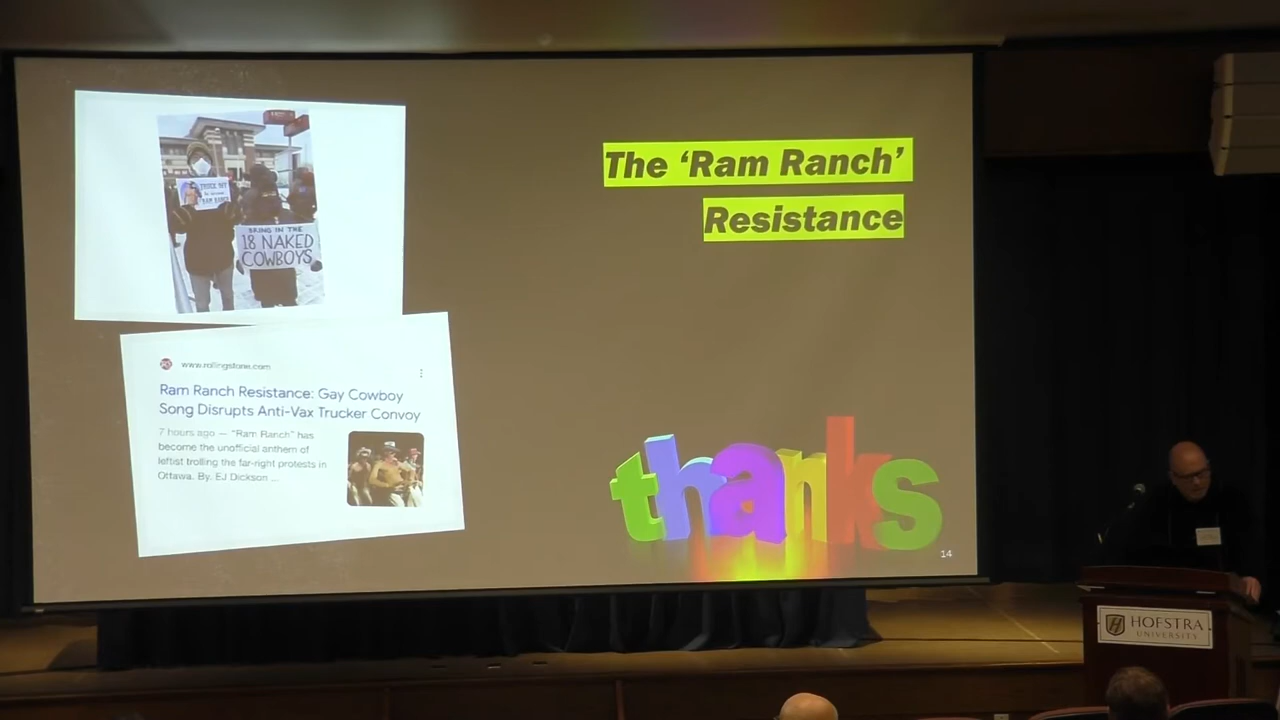 The ‘Ram Ranch’
Resistance
BRING IN THE
18 NAKED
COWBOYS
www.rollingstone.com
Ram Ranch Resistance: Gay Cowboy
Song Disrupts Anti-Vax Trucker Convoy
7 hours ago — "Ram Ranch" has
become the unofficial anthem of
leftist trolling the far-right protests in
Ottawa. By. EJ Dickson ...
thanks
14
HOFSTRA
UNIVERSITY